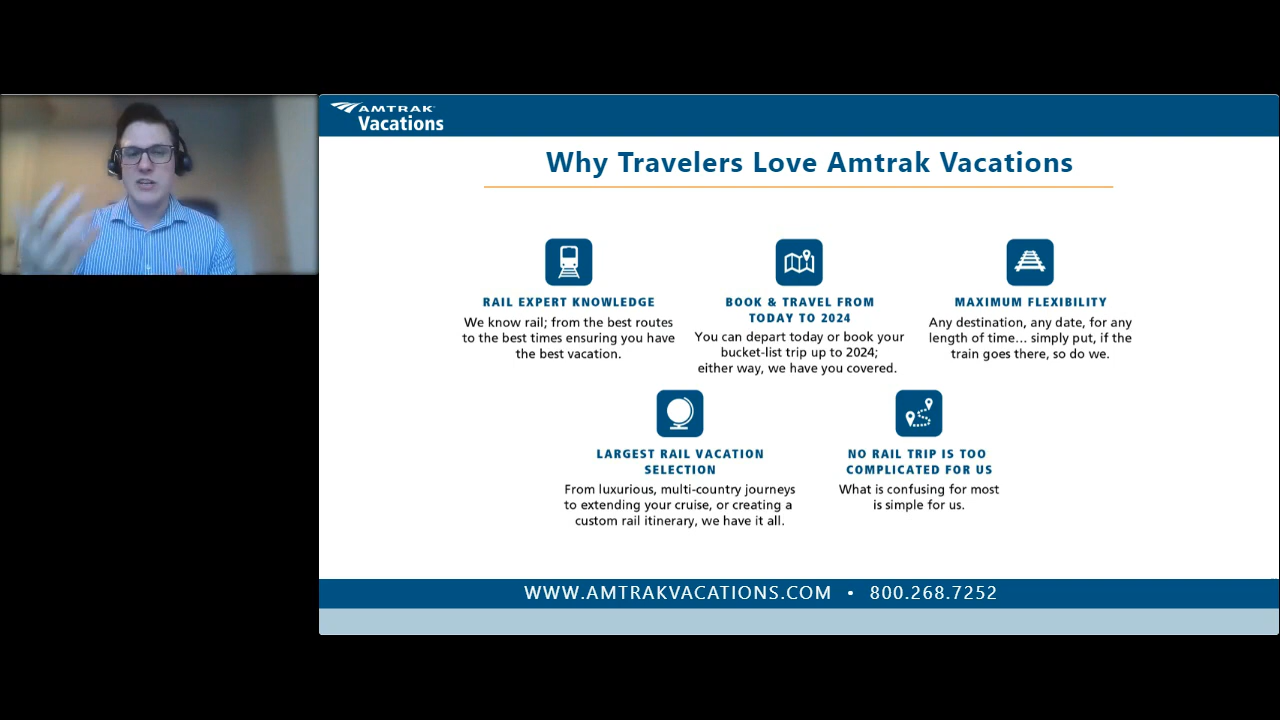 AMTRAK
Vacations
Why Travelers Love Amtrak Vacations
RAIL EXPERT KNOWLEDGE
We know rail; from the best routes
to the best times ensuring you have
the best vacation.
BOOK & TRAVEL FROM
TODAY TO 2024
You can depart today or book your
bucket-list trip up to 2024;
either way, we have you covered.
MAXIMUM FLEXIBILITY
Any destination, any date, for any
length of time... simply put, if the
train goes there, so do we.
LARGEST RAIL VACATION
SELECTION
From luxurious, multi-country journeys
to extending your cruise, or creating a
custom rail itinerary, we have it all.
NO RAIL TRIP IS TOO
COMPLICATED FOR US
What is confusing for most
is simple for us.
WWW.AMTRAKVACATIONS.COM • 800.268.7252